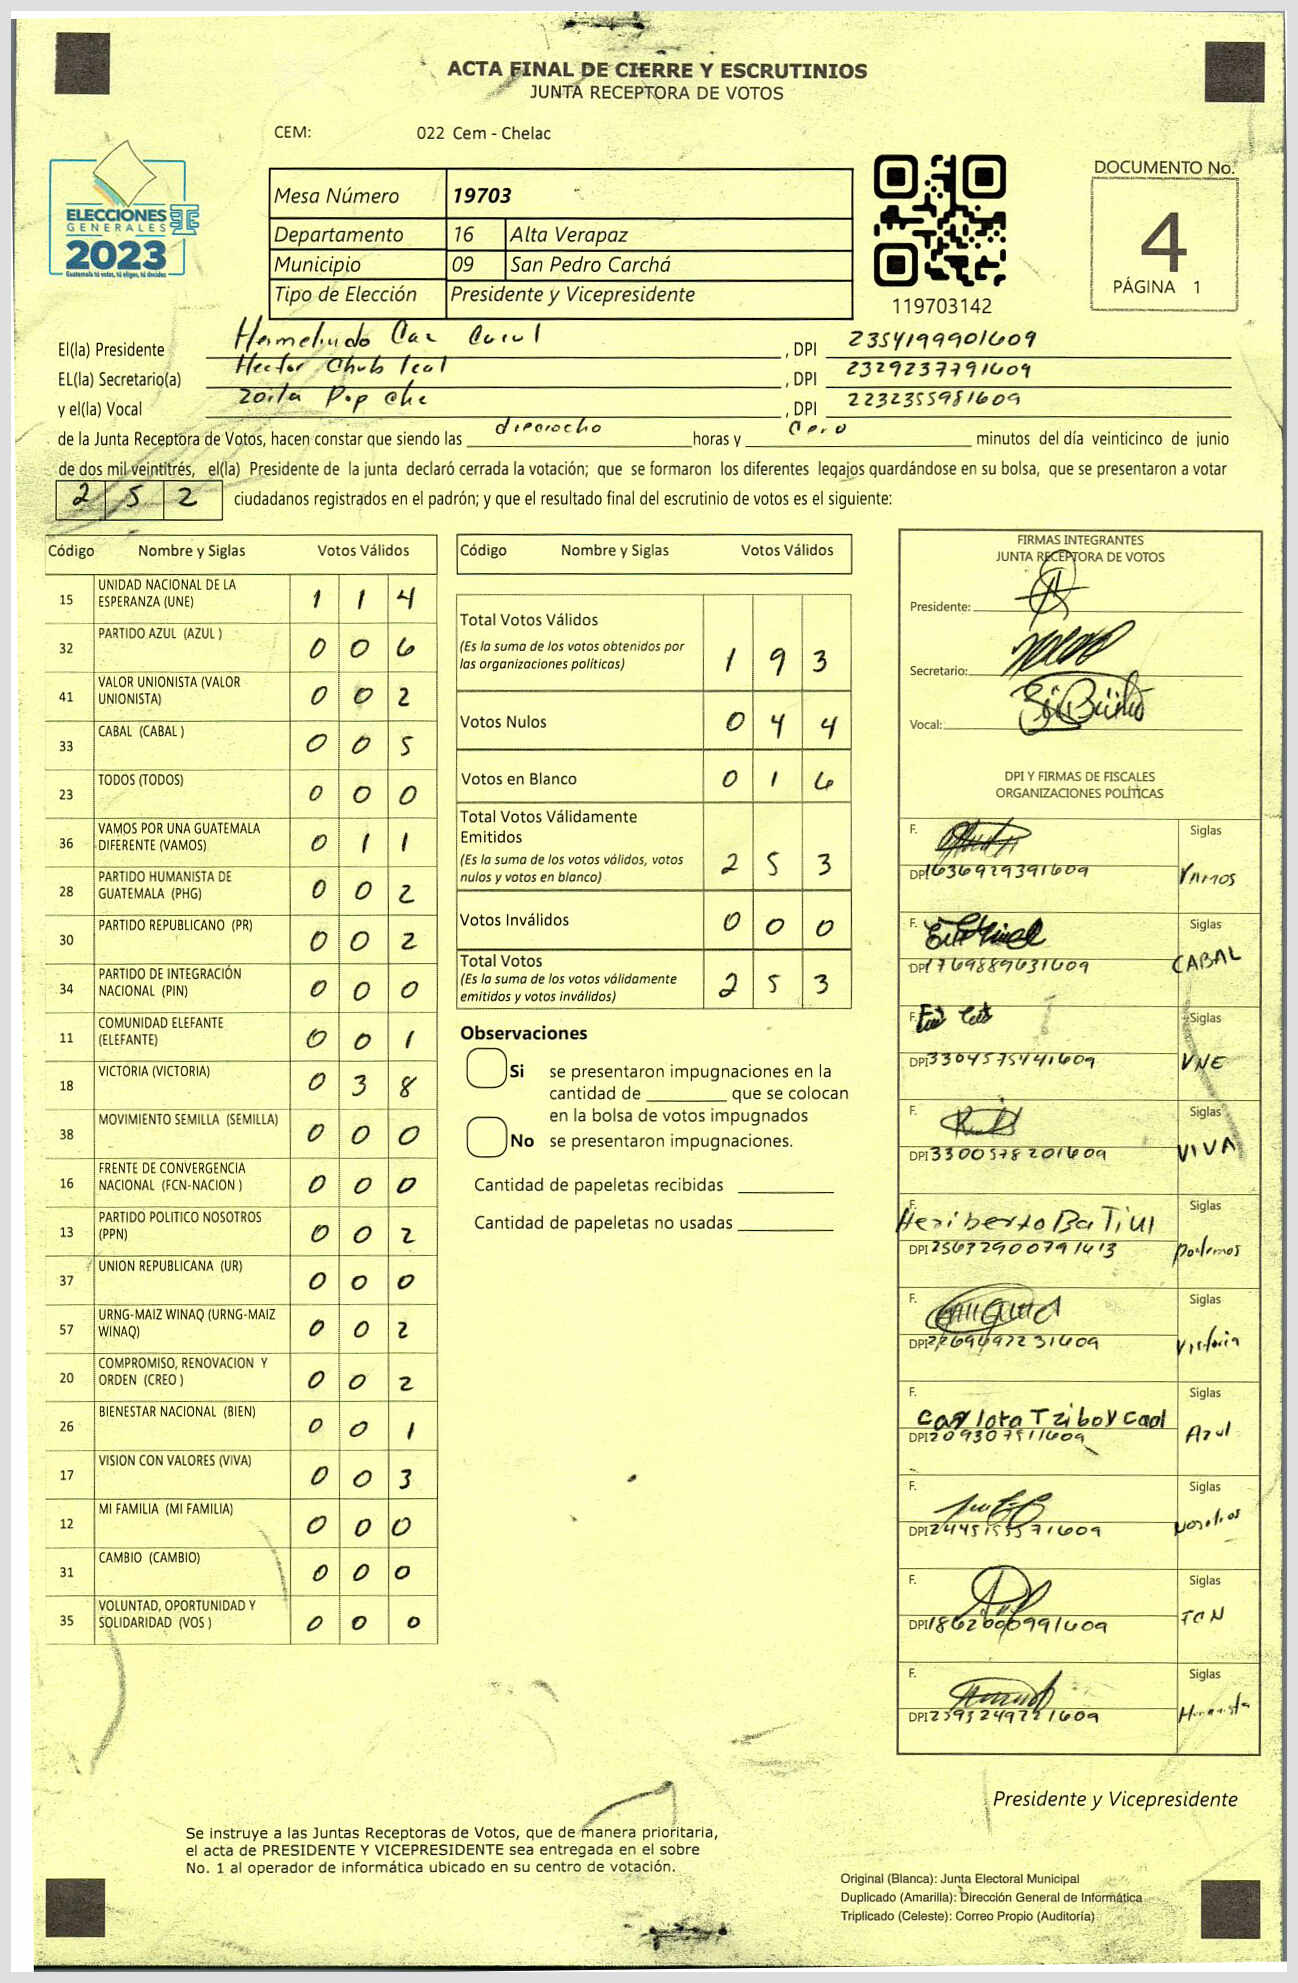 ACTA FINAL DE CIERRE Y ESCRUTINIOS
JUNTA RECEPTORA DE VOTOS
CEM: 022 Cem - Chelac
ELECCIONES
GENERALES
2023
Guatemala tú votas, tú eliges, tú decides
Mesa Número 19703
Departamento 16 Alta Verapaz
Municipio 09 San Pedro Carchá
Tipo de Elección Presidente y Vicepresidente
119703142
DOCUMENTO No.
4
PÁGINA 1
El(la) Presidente Hermelindo Caz Cucul , DPI 2354199901609
EL(la) Secretario(a) Hector Chub Ical , DPI 2329237791609
y el(la) Vocal Zoila Pop Che , DPI 2232355981609
de la Junta Receptora de Votos, hacen constar que siendo las dieciocho horas y Cero minutos del día veinticinco de junio
de dos mil veintitrés, el(la) Presidente de la junta declaró cerrada la votación; que se formaron los diferentes legajos guardándose en su bolsa, que se presentaron a votar
2 5 2 ciudadanos registrados en el padrón; y que el resultado final del escrutinio de votos es el siguiente:
Código Nombre y Siglas Votos Válidos
15 UNIDAD NACIONAL DE LA ESPERANZA (UNE) 1 1 4
32 PARTIDO AZUL (AZUL ) 0 0 6
41 VALOR UNIONISTA (VALOR UNIONISTA) 0 0 2
33 CABAL (CABAL ) 0 0 5
23 TODOS (TODOS) 0 0 0
36 VAMOS POR UNA GUATEMALA DIFERENTE (VAMOS) 0 1 1
28 PARTIDO HUMANISTA DE GUATEMALA (PHG) 0 0 2
30 PARTIDO REPUBLICANO (PR) 0 0 2
34 PARTIDO DE INTEGRACIÓN NACIONAL (PIN) 0 0 0
11 COMUNIDAD ELEFANTE (ELEFANTE) 0 0 1
18 VICTORIA (VICTORIA) 0 3 8
38 MOVIMIENTO SEMILLA (SEMILLA) 0 0 0
16 FRENTE DE CONVERGENCIA NACIONAL (FCN-NACION ) 0 0 0
13 PARTIDO POLITICO NOSOTROS (PPN) 0 0 2
37 UNION REPUBLICANA (UR) 0 0 0
57 URNG-MAIZ WINAQ (URNG-MAIZ WINAQ) 0 0 2
20 COMPROMISO, RENOVACION Y ORDEN (CREO ) 0 0 2
26 BIENESTAR NACIONAL (BIEN) 0 0 1
17 VISION CON VALORES (VIVA) 0 0 3
12 MI FAMILIA (MI FAMILIA) 0 0 0
31 CAMBIO (CAMBIO) 0 0 0
35 VOLUNTAD, OPORTUNIDAD Y SOLIDARIDAD (VOS ) 0 0 0
Código Nombre y Siglas Votos Válidos
Total Votos Válidos
(Es la suma de los votos obtenidos por
las organizaciones políticas) 1 9 3
Votos Nulos 0 4 4
Votos en Blanco 0 1 6
Total Votos Válidamente
Emitidos
(Es la suma de los votos válidos, votos
nulos y votos en blanco) 2 5 3
Votos Inválidos 0 0 0
Total Votos
(Es la suma de los votos válidamente
emitidos y votos inválidos) 2 5 3
Observaciones
Si se presentaron impugnaciones en la
cantidad de ________ que se colocan
en la bolsa de votos impugnados
No se presentaron impugnaciones.
Cantidad de papeletas recibidas
Cantidad de papeletas no usadas
FIRMAS INTEGRANTES
JUNTA RECEPTORA DE VOTOS
Presidente:
Secretario:
Vocal:
DPI Y FIRMAS DE FISCALES
ORGANIZACIONES POLÍTICAS
F. Siglas
DPI 1636929391609 VAMOS
F. Siglas
DPI 1769889631609 CABAL
F. Siglas
DPI 3304575441609 UNE
F. Siglas
DPI 3300578201609 VIVA
F. Heriberto Ba Tiul Siglas
DPI 2563290079 1413 Podemos
F. Siglas
DPI Victoria
F. Carlota Tziboy Caal Siglas
DPI Azul
F. Siglas
DPI Nosotros
F. Siglas
DPI FCN
F. Siglas
DPI Humanista
Presidente y Vicepresidente
Se instruye a las Juntas Receptoras de Votos, que de manera prioritaria,
el acta de PRESIDENTE Y VICEPRESIDENTE sea entregada en el sobre
No. 1 al operador de informática ubicado en su centro de votación.
Original (Blanca): Junta Electoral Municipal
Duplicado (Amarilla): Dirección General de Informática
Triplicado (Celeste): Correo Propio (Auditoría)